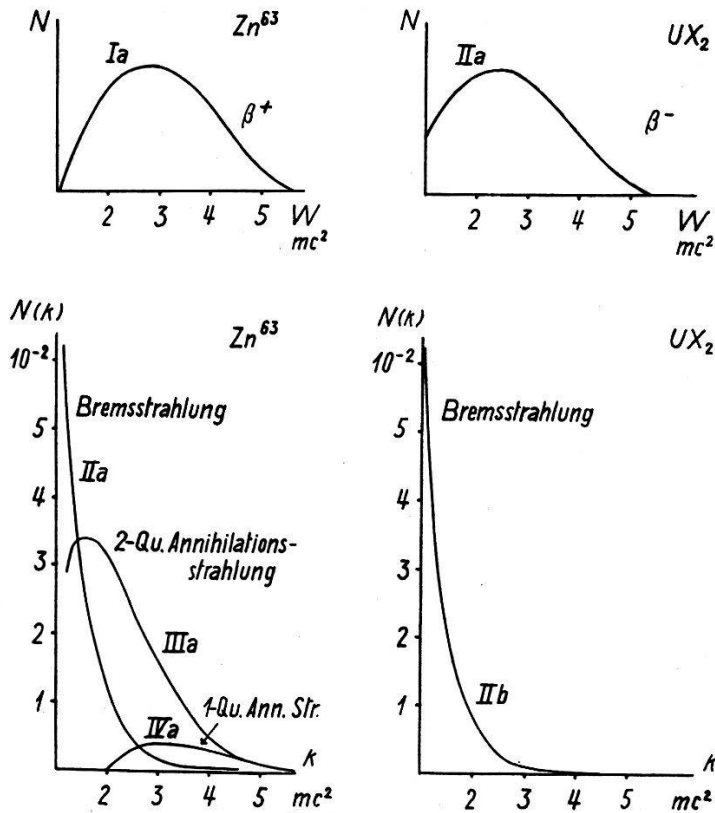 N
Zn⁶³
Ia
β⁺
2 3 4 5 W
mc²
N
UX₂
IIa
β⁻
2 3 4 5 W
mc²
N(k)
Zn⁶³
10⁻²
Bremsstrahlung
5
IIa
4
3
2-Qu. Annihilations-
strahlung
2
IIIa
1
1-Qu. Ann. Str.
IVa
k
2 3 4 5 mc²
N(k)
UX₂
10⁻²
Bremsstrahlung
5
4
3
2
1
IIb
k
2 3 4 5 mc²